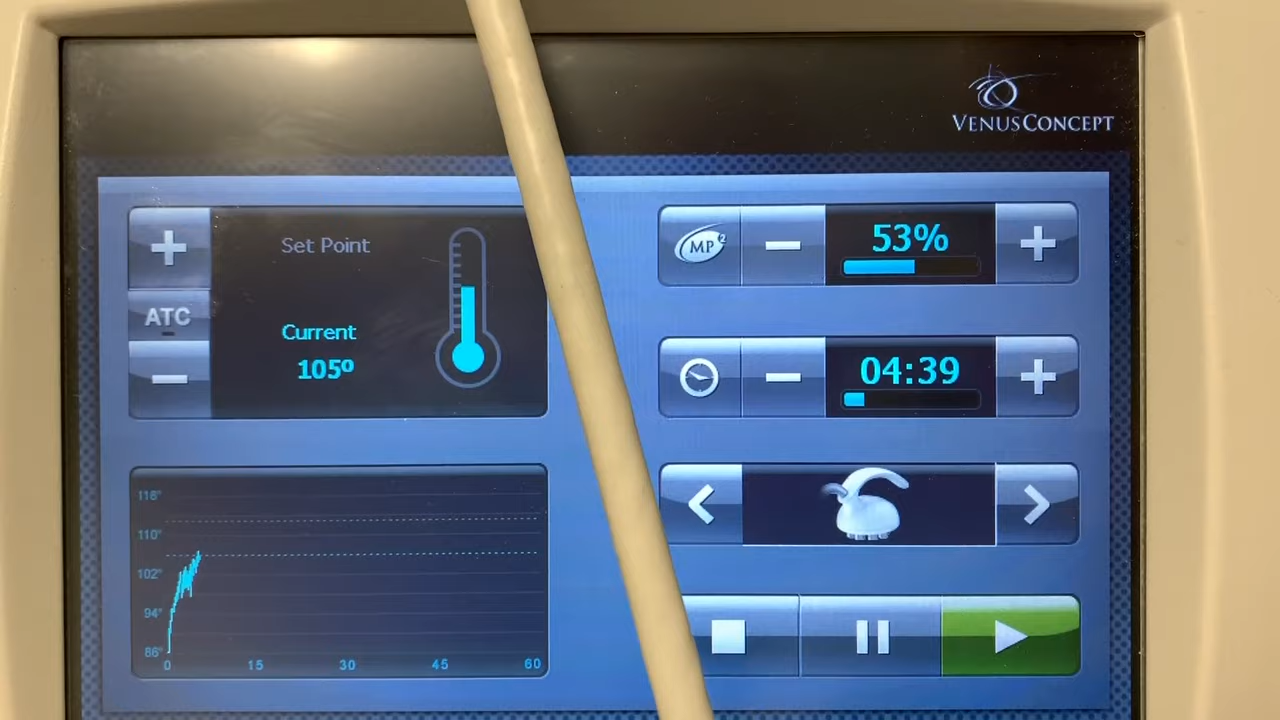 VENUSCONCEPT
Set Point
ATC
Current
105º
MP²
53%
04:39
118°
110°
102°
94°
86°
0 15 30 45 60